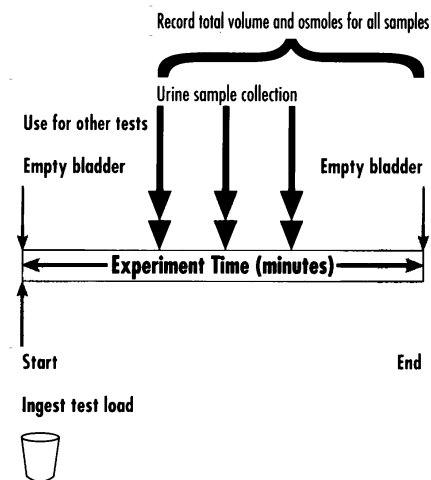 Record total volume and osmoles for all samples
Urine sample collection
Use for other tests
Empty bladder
Empty bladder
Experiment Time (minutes)
Start
End
Ingest test load